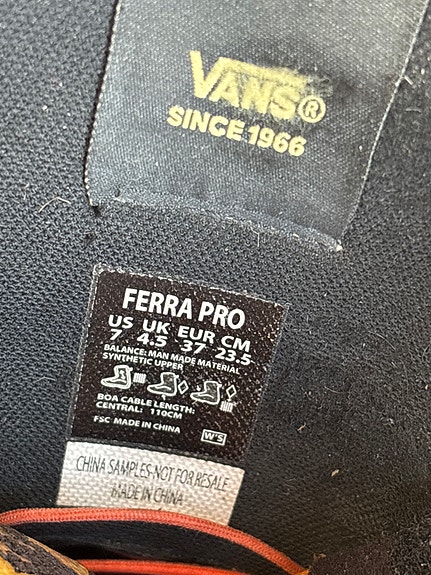 VANS®
SINCE 1966
FERRA PRO
US UK EUR CM
7 4.5 37 23.5
BALANCE: MAN MADE MATERIAL
SYNTHETIC UPPER
BOA CABLE LENGTH:
CENTRAL: 110CM
FSC MADE IN CHINA
W'S
CHINA SAMPLES-NOT FOR RESALE
MADE IN CHINA